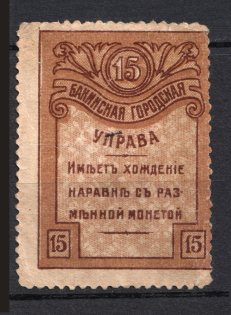 15
БАКИНСКАЯ ГОРОДСКАЯ
УПРАВА
ИМѢЕТЪ ХОЖДЕНІЕ
НАРАВНѢ СЪ РАЗ-
МѢННОЙ МОНЕТОЙ
15 15